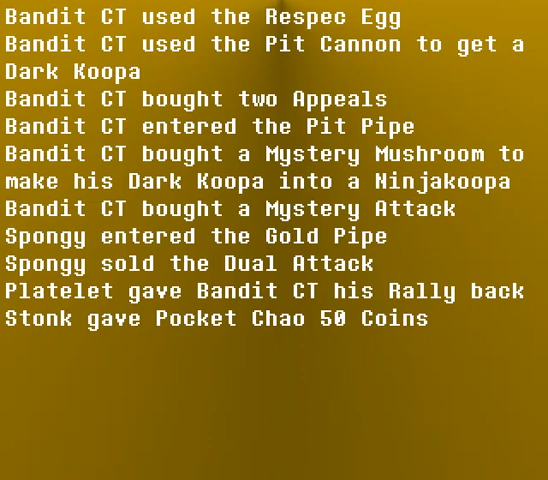 Bandit CT used the Respec Egg
Bandit CT used the Pit Cannon to get a
Dark Koopa
Bandit CT bought two Appeals
Bandit CT entered the Pit Pipe
Bandit CT bought a Mystery Mushroom to
make his Dark Koopa into a Ninjakoopa
Bandit CT bought a Mystery Attack
Spongy entered the Gold Pipe
Spongy sold the Dual Attack
Platelet gave Bandit CT his Rally back
Stonk gave Pocket Chao 50 Coins